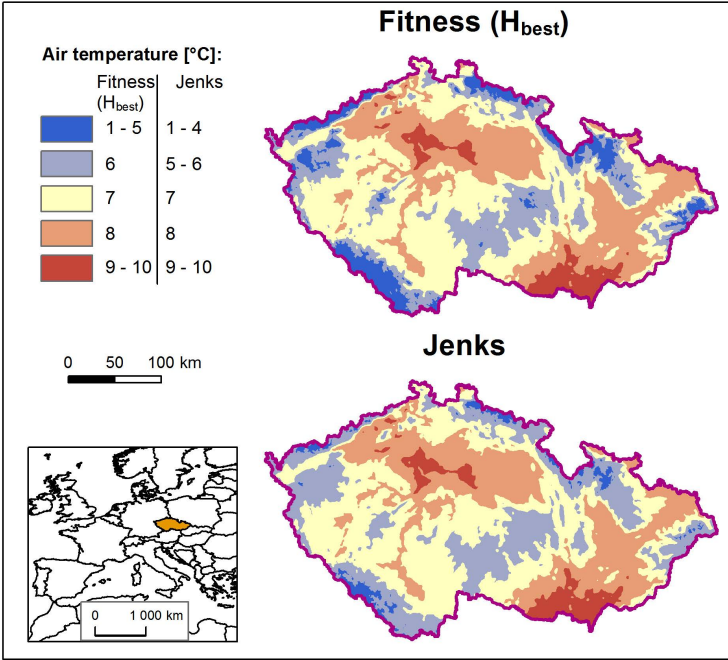 Fitness (Hbest)
Air temperature [°C]:
Fitness (Hbest) Jenks
1 - 5 1 - 4
6 5 - 6
7 7
8 8
9 - 10 9 - 10
Jenks
0 50 100 km
0 1 000 km